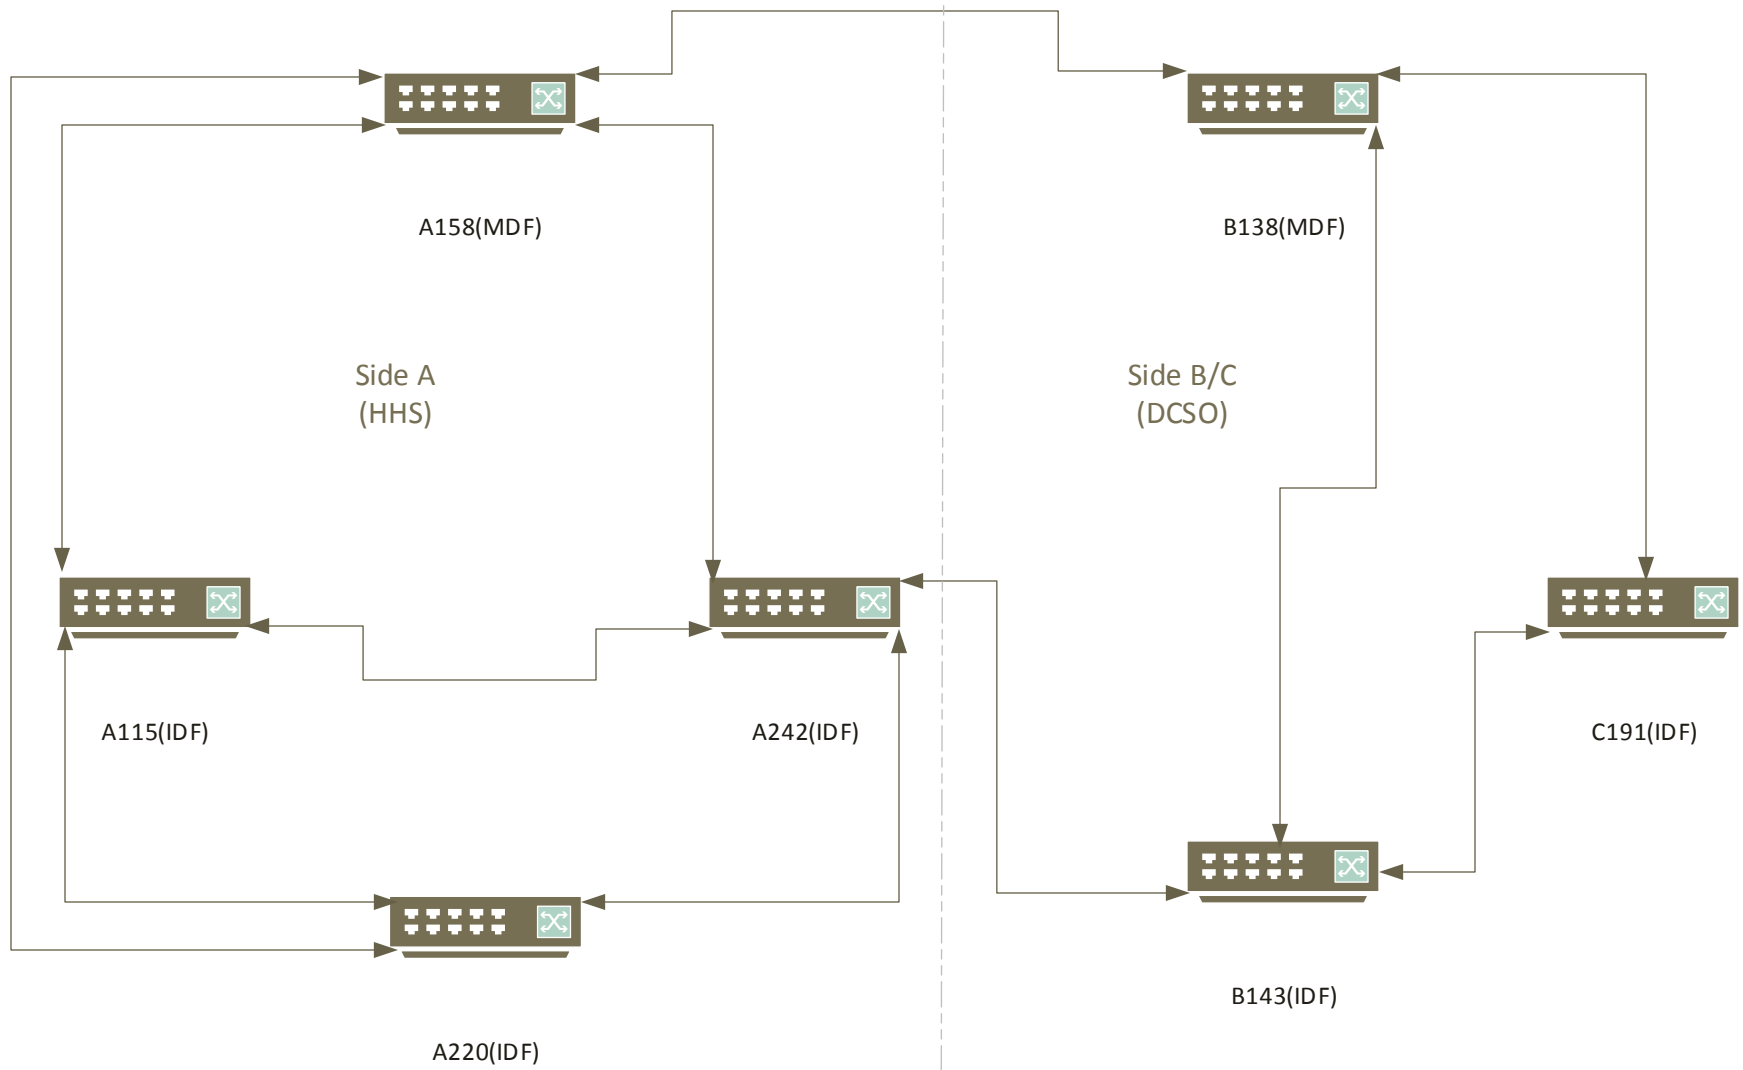 A158(MDF)
B138(MDF)
Side A
(HHS)
Side B/C
(DCSO)
A115(IDF)
A242(IDF)
C191(IDF)
B143(IDF)
A220(IDF)